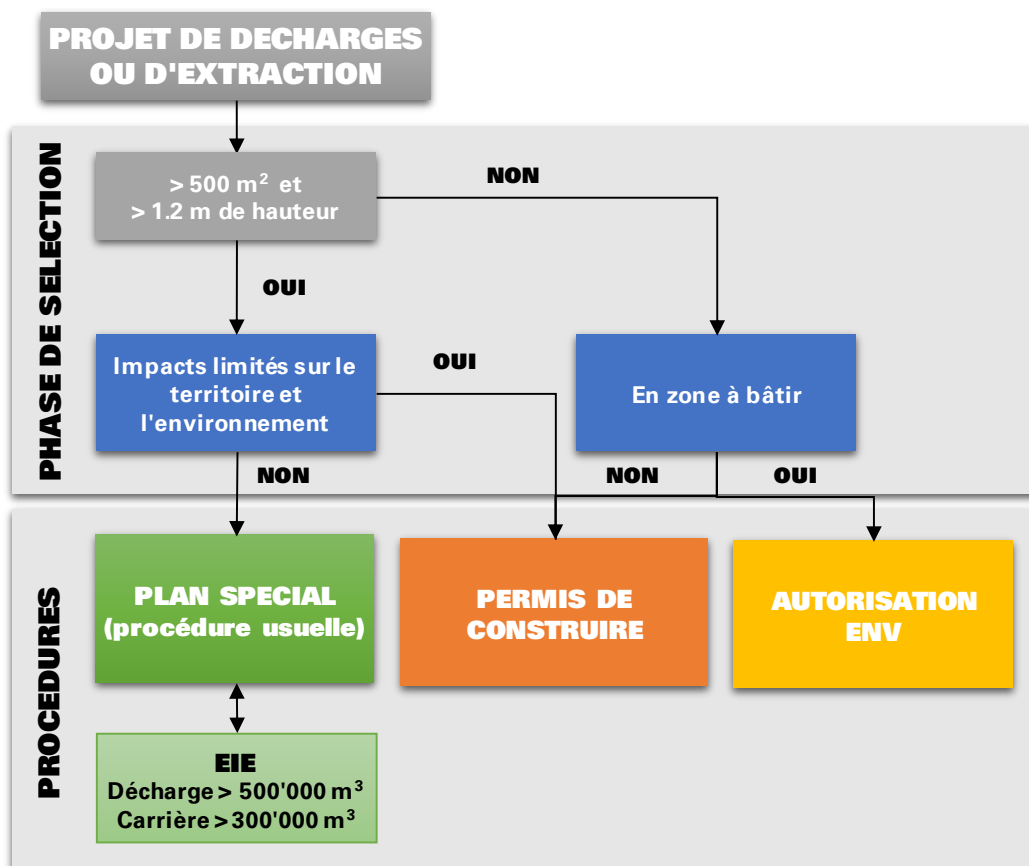 PROJET DE DECHARGES
OU D'EXTRACTION
PHASE DE SELECTION
> 500 m² et
> 1.2 m de hauteur
NON
OUI
Impacts limités sur le
territoire et
l'environnement
OUI
En zone à bâtir
NON
NON
OUI
PROCEDURES
PLAN SPECIAL
(procédure usuelle)
PERMIS DE
CONSTRUIRE
AUTORISATION
ENV
EIE
Décharge > 500'000 m³
Carrière > 300'000 m³